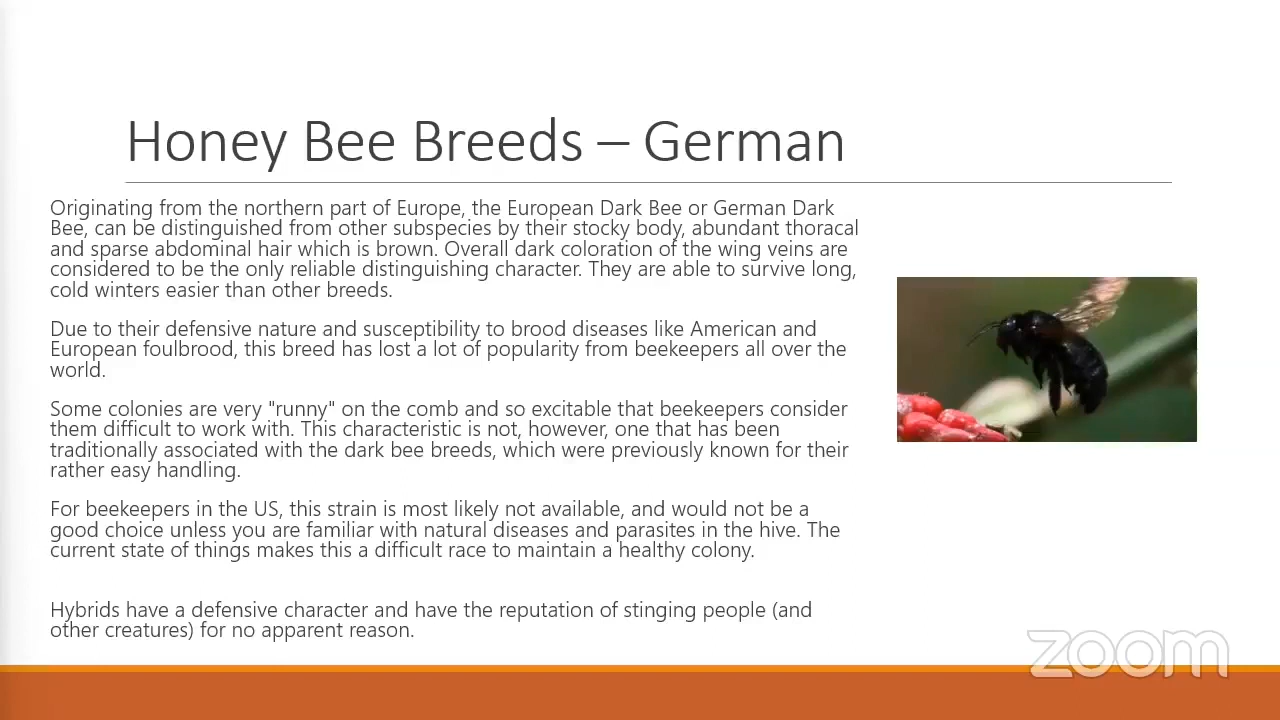 Honey Bee Breeds – German
Originating from the northern part of Europe, the European Dark Bee or German Dark
Bee, can be distinguished from other subspecies by their stocky body, abundant thoracal
and sparse abdominal hair which is brown. Overall dark coloration of the wing veins are
considered to be the only reliable distinguishing character. They are able to survive long,
cold winters easier than other breeds.
Due to their defensive nature and susceptibility to brood diseases like American and
European foulbrood, this breed has lost a lot of popularity from beekeepers all over the
world.
Some colonies are very "runny" on the comb and so excitable that beekeepers consider
them difficult to work with. This characteristic is not, however, one that has been
traditionally associated with the dark bee breeds, which were previously known for their
rather easy handling.
For beekeepers in the US, this strain is most likely not available, and would not be a
good choice unless you are familiar with natural diseases and parasites in the hive. The
current state of things makes this a difficult race to maintain a healthy colony.
Hybrids have a defensive character and have the reputation of stinging people (and
other creatures) for no apparent reason.
zoom